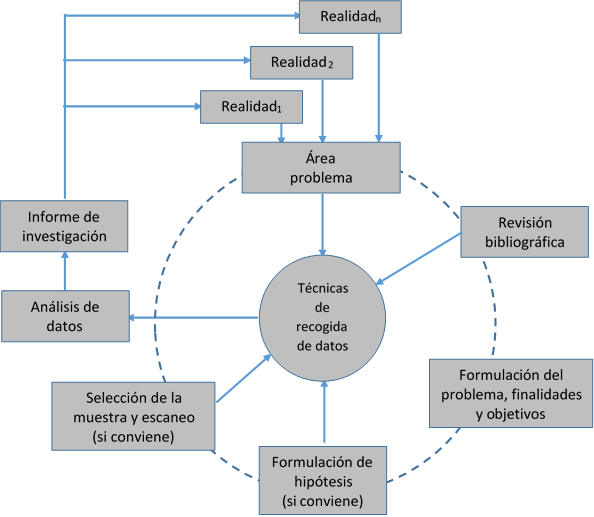 Realidadn
Realidad2
Realidad1
Área
problema
Informe de
investigación
Revisión
bibliográfica
Técnicas
de
recogida
de datos
Análisis de
datos
Selección de la
muestra y escaneo
(si conviene)
Formulación del
problema, finalidades
y objetivos
Formulación de
hipótesis
(si conviene)